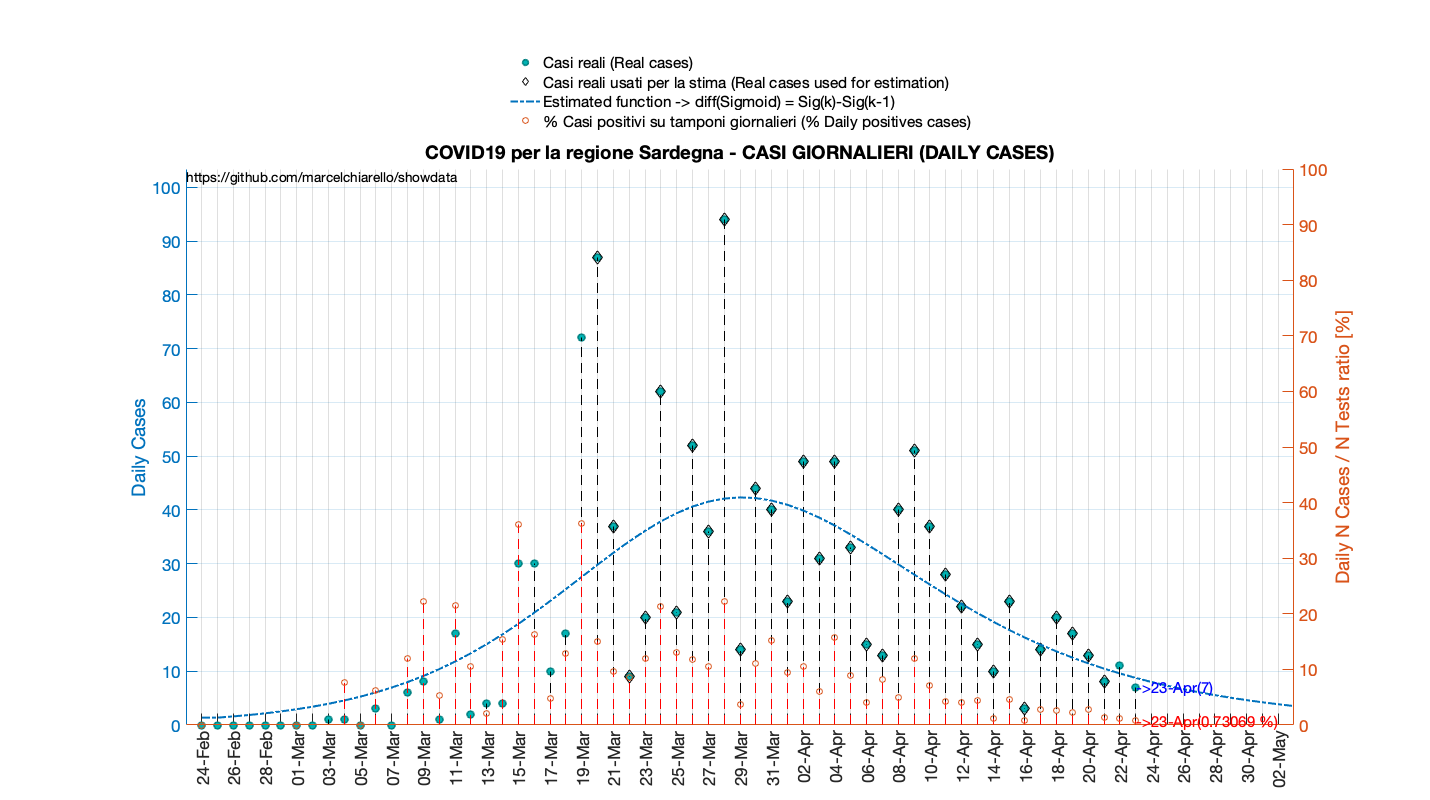 Casi reali (Real cases)
Casi reali usati per la stima (Real cases used for estimation)
Estimated function -> diff(Sigmoid) = Sig(k)-Sig(k-1)
% Casi positivi su tamponi giornalieri (% Daily positives cases)
COVID19 per la regione Sardegna - CASI GIORNALIERI (DAILY CASES)
https://github.com/marcelchiarello/showdata
Daily Cases
100
90
80
70
60
50
40
30
20
10
0
100
90
80
70
60
50
40
30
20
10
0
Daily N Cases / N Tests ratio [%]
->23-Apr(7)
->23-Apr(0.73069 %)
24-Feb
26-Feb
28-Feb
01-Mar
03-Mar
05-Mar
07-Mar
09-Mar
11-Mar
13-Mar
15-Mar
17-Mar
19-Mar
21-Mar
23-Mar
25-Mar
27-Mar
29-Mar
31-Mar
02-Apr
04-Apr
06-Apr
08-Apr
10-Apr
12-Apr
14-Apr
16-Apr
18-Apr
20-Apr
22-Apr
24-Apr
26-Apr
28-Apr
30-Apr
02-May